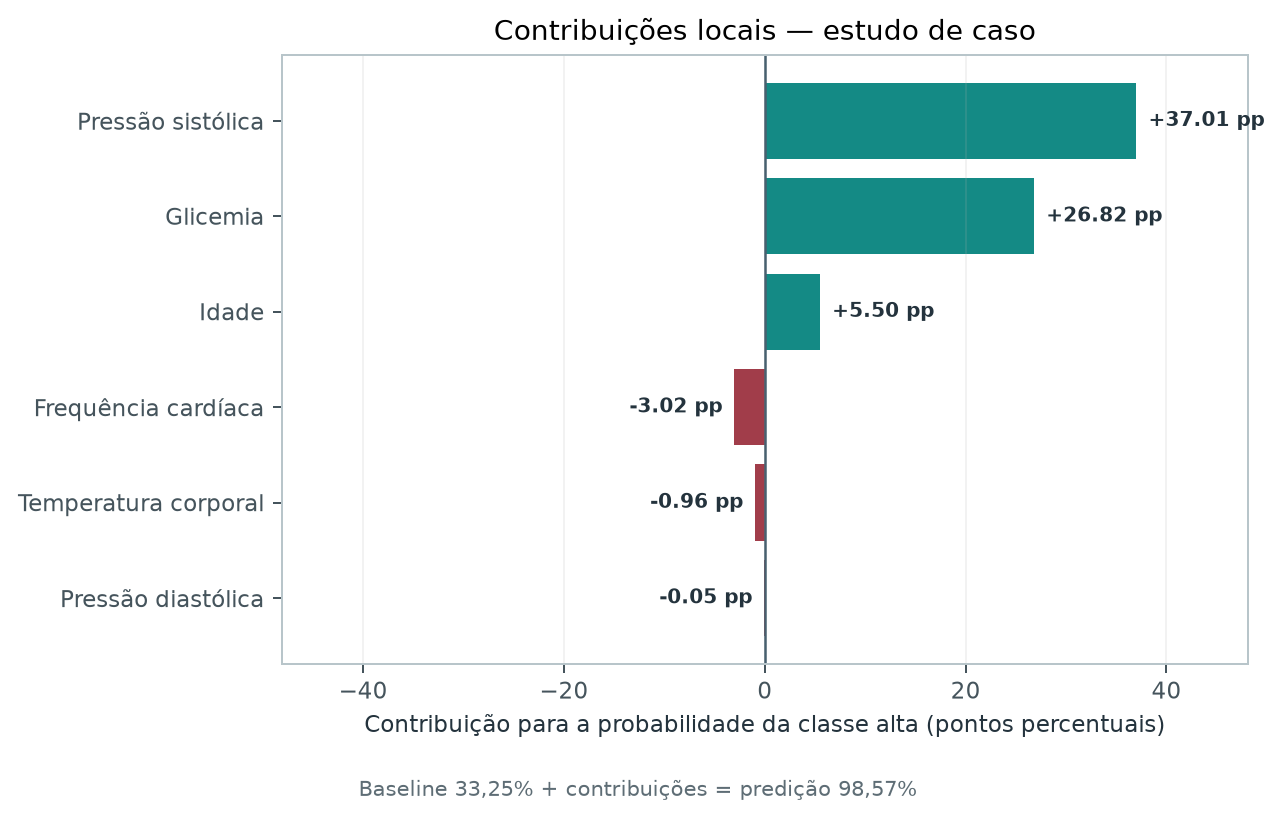 Contribuições locais — estudo de caso
Pressão sistólica
+37.01 pp
Glicemia
+26.82 pp
Idade
+5.50 pp
Frequência cardíaca
-3.02 pp
Temperatura corporal
-0.96 pp
Pressão diastólica
-0.05 pp
−40 −20 0 20 40
Contribuição para a probabilidade da classe alta (pontos percentuais)
Baseline 33,25% + contribuições = predição 98,57%